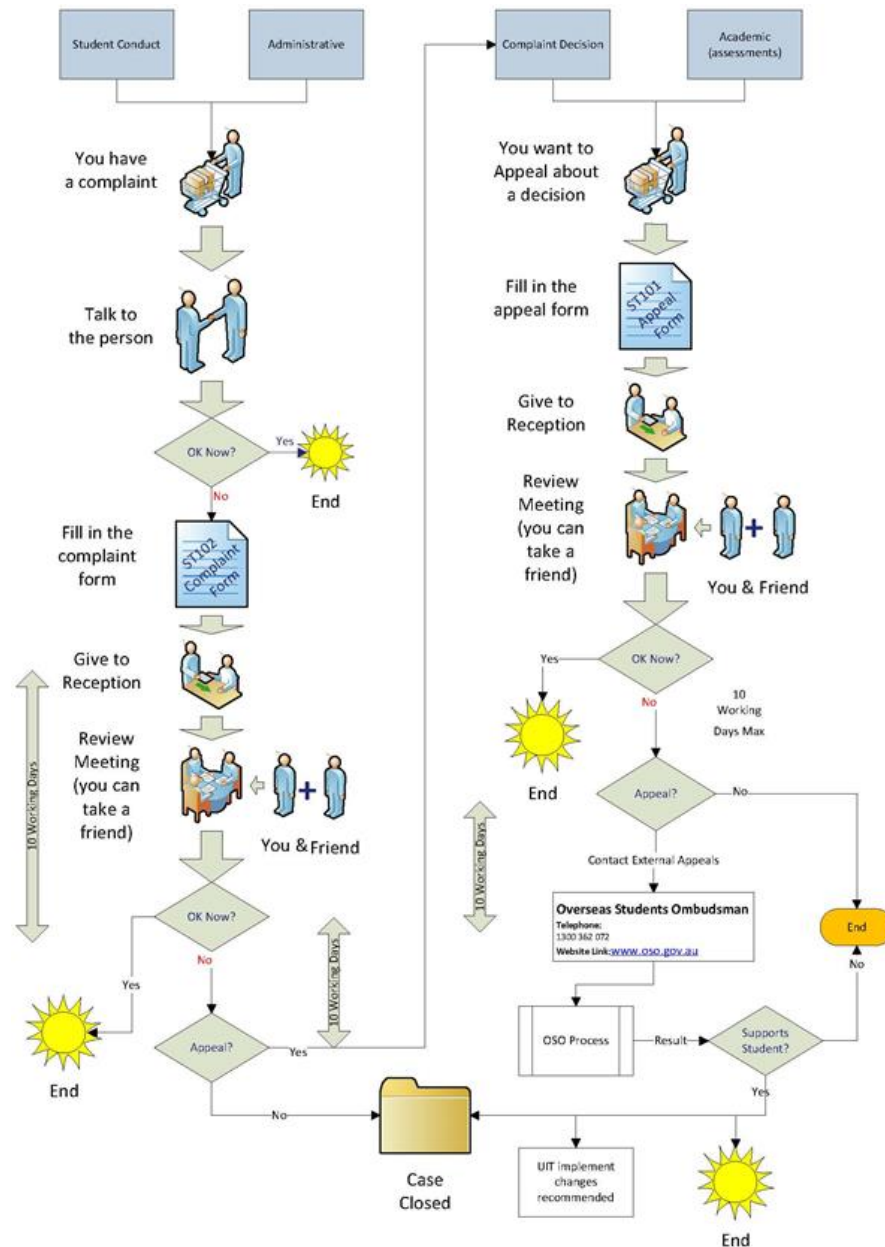 Student Conduct
Administrative
You have
a complaint
Talk to
the person
OK Now?
Yes
End
No
Fill in the
complaint
form
ST102
Complaint
Form
Give to
Reception
Review
Meeting
(you can
take a
friend)
You & Friend
10 Working Days
OK Now?
Yes
End
No
10 Working Days
Appeal?
Yes
No
Case
Closed
Complaint Decision
Academic
(assessments)
You want to
Appeal about
a decision
Fill in the
appeal form
ST101
Appeal
Form
Give to
Reception
Review
Meeting
(you can
take a
friend)
You & Friend
OK Now?
Yes
End
No
10
Working
Days Max
Appeal?
No
End
10 Working Days
Contact External Appeals
Overseas Students Ombudsman
Telephone:
1300 362 072
Website Link:www.oso.gov.au
OSO Process
Result
Supports
Student?
No
Yes
UIT implement
changes
recommended
End